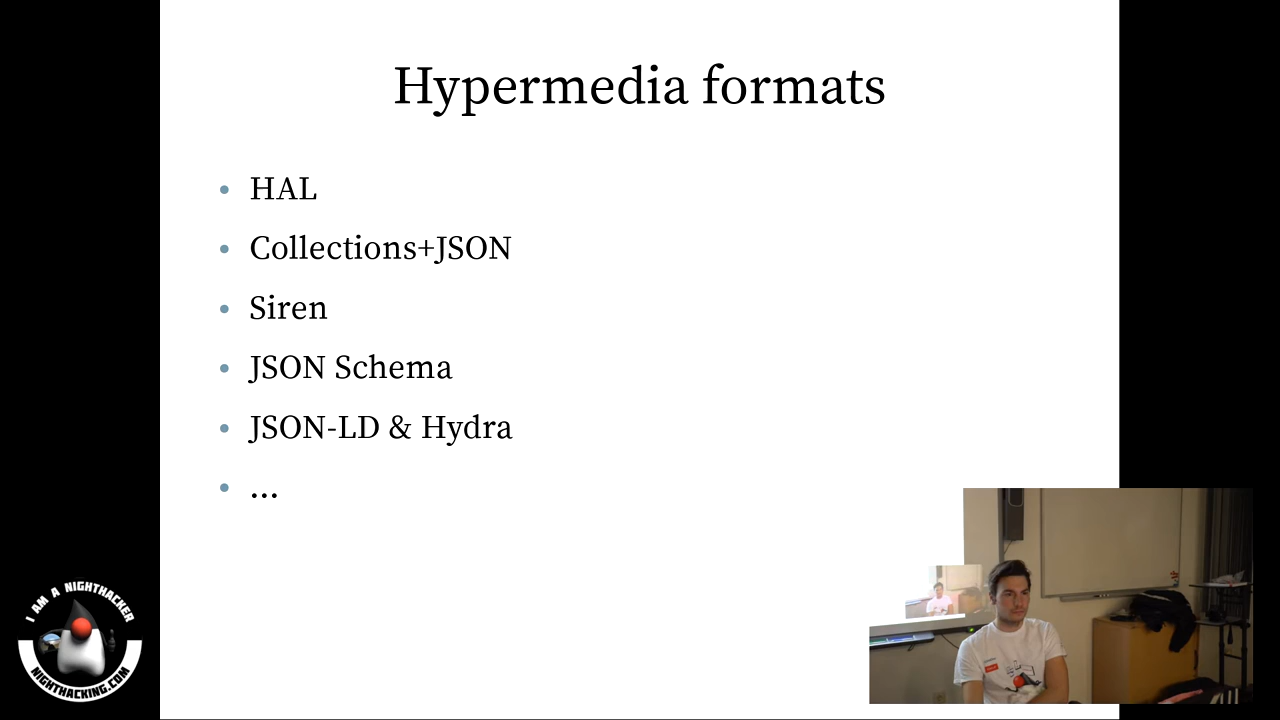 Hypermedia formats
• HAL
• Collections+JSON
• Siren
• JSON Schema
• JSON-LD & Hydra
• ...
I AM A NIGHTHACKER
NIGHTHACKING.COM